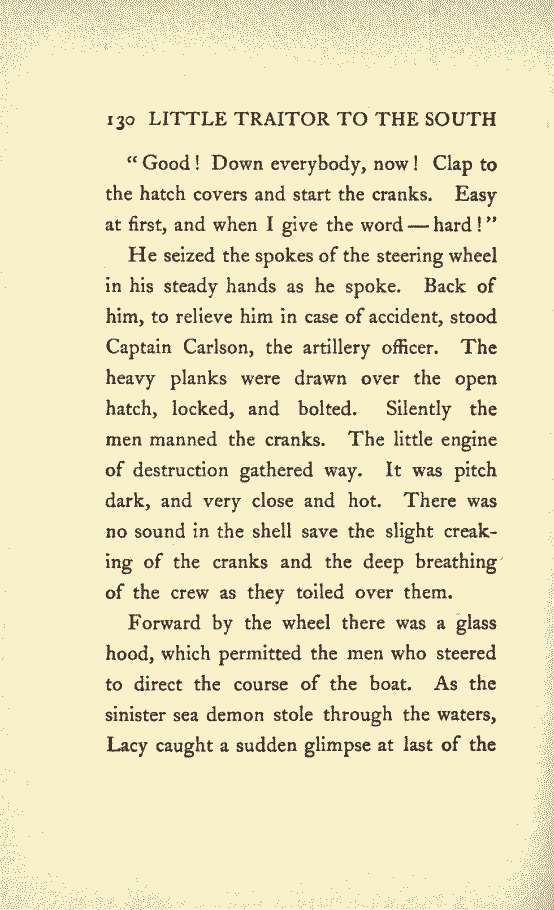 130 LITTLE TRAITOR TO THE SOUTH
“Good! Down everybody, now! Clap to
the hatch covers and start the cranks. Easy
at first, and when I give the word — hard!”
He seized the spokes of the steering wheel
in his steady hands as he spoke. Back of
him, to relieve him in case of accident, stood
Captain Carlson, the artillery officer. The
heavy planks were drawn over the open
hatch, locked, and bolted. Silently the
men manned the cranks. The little engine
of destruction gathered way. It was pitch
dark, and very close and hot. There was
no sound in the shell save the slight creak-
ing of the cranks and the deep breathing
of the crew as they toiled over them.
Forward by the wheel there was a glass
hood, which permitted the men who steered
to direct the course of the boat. As the
sinister sea demon stole through the waters,
Lacy caught a sudden glimpse at last of the